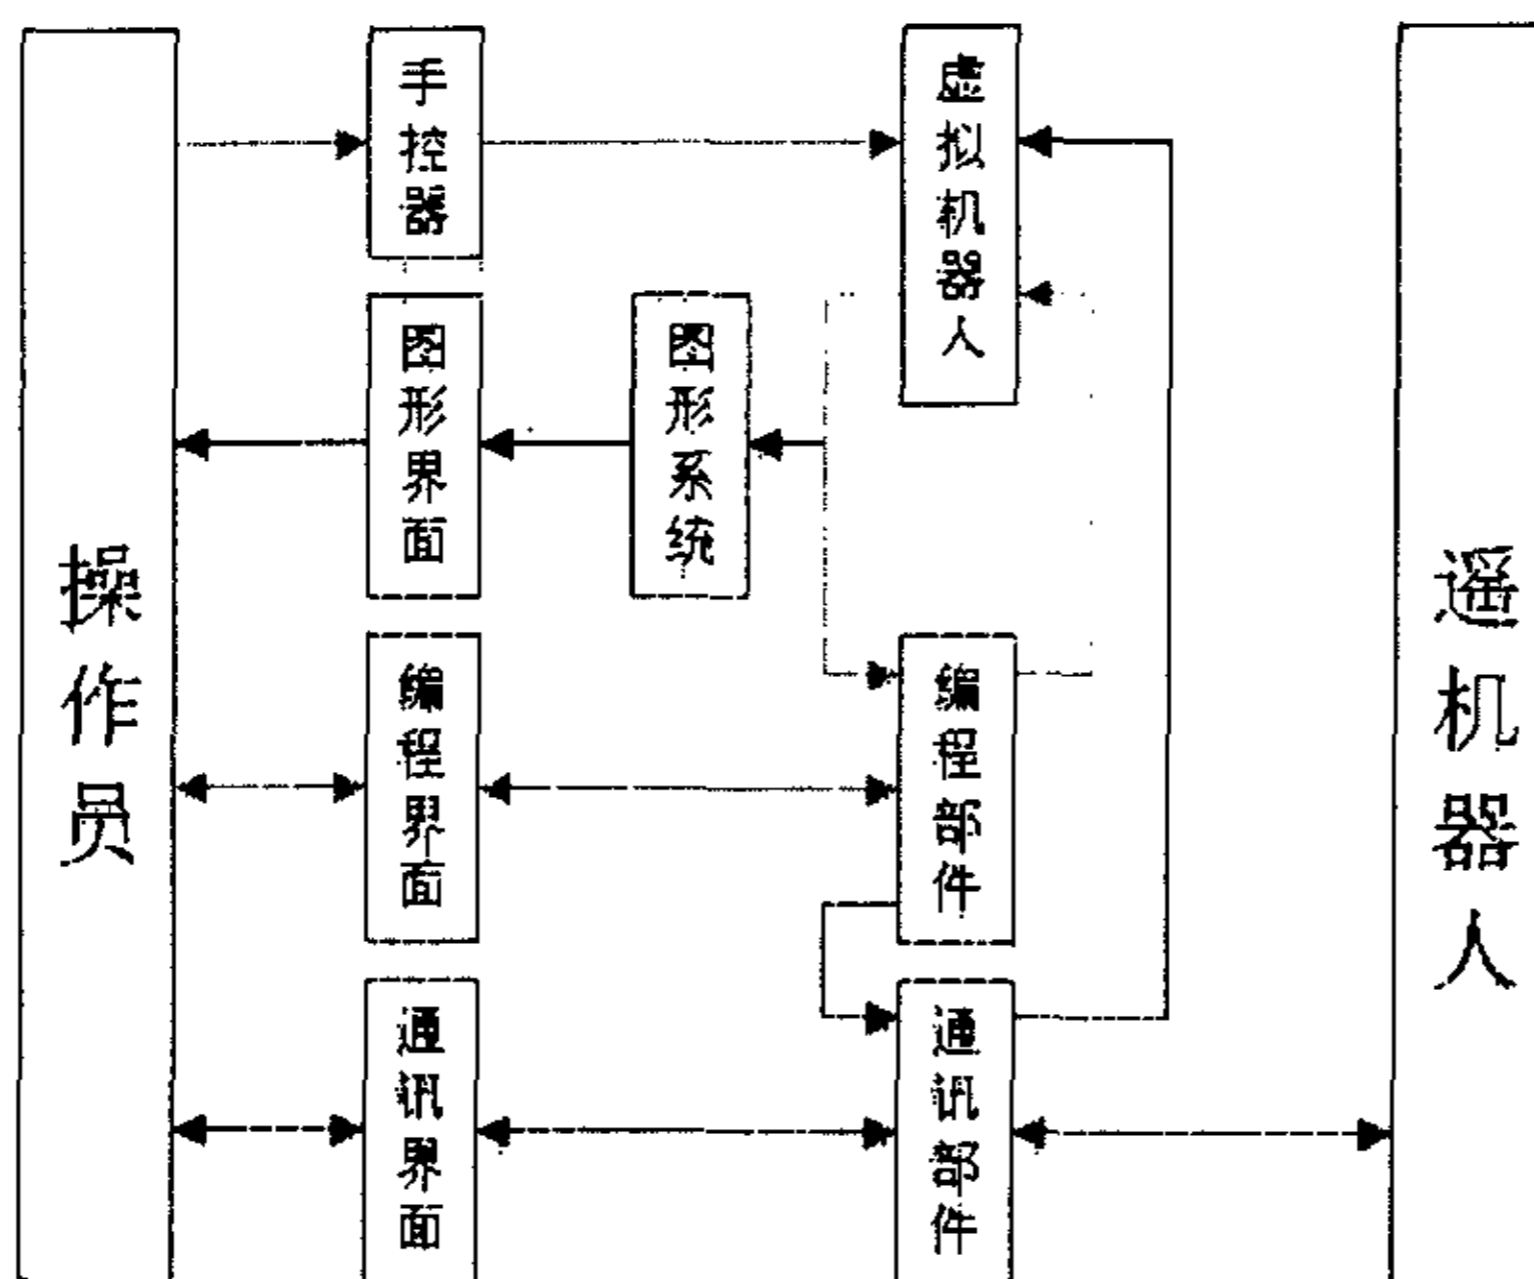 操作员
手控器
图形界面
编程界面
通讯界面
图形系统
虚拟机器人
编程部件
通讯部件
遥机器人